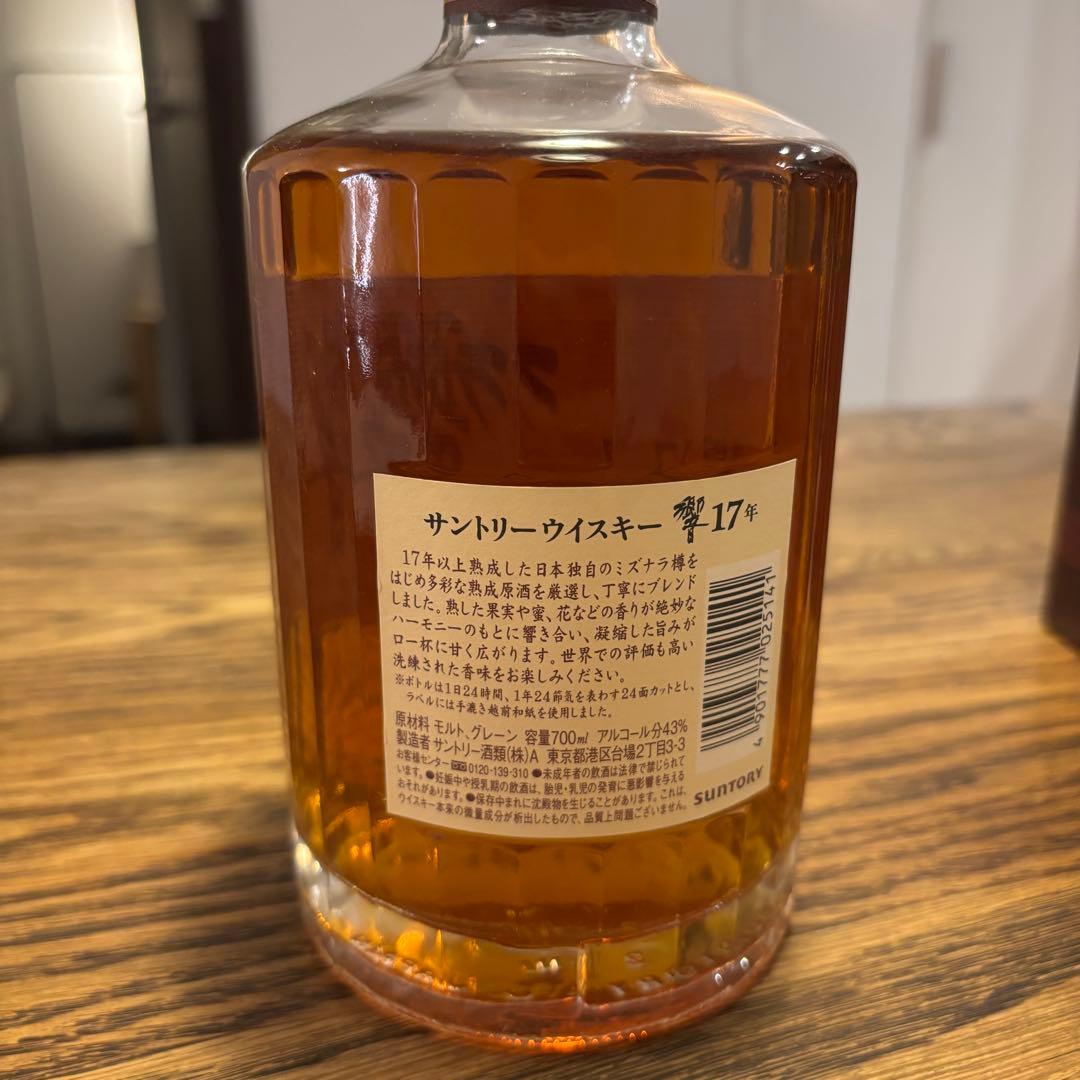 サントリーウイスキー 響 17年
17年以上熟成した日本独自のミズナラ樽を
はじめ多彩な熟成原酒を厳選し、丁寧にブレンド
しました。熟した果実や蜜、花などの香りが絶妙な
ハーモニーのもとに響き合い、凝縮した旨みが
口一杯に甘く広がります。世界での評価も高い
洗練された香味をお楽しみください。
※ボトルは1日24時間、1年24節気を表わす24面カットとし、
ラベルには手漉き越前和紙を使用しました。
原材料 モルト、グレーン 容量700ml アルコール分43%
製造者 サントリー酒類(株)A 東京都港区台場2丁目3-3
お客様センター 0120-139-310 ●未成年者の飲酒は法律で禁じられて
います。●妊娠中や授乳期の飲酒は、胎児・乳児の発育に悪影響を与える
おそれがあります。●保存中まれに沈殿物を生じることがあります。これは、
ウイスキー本来の微量成分が析出したもので、品質上問題ございません。
SUNTORY
4 901777 025141